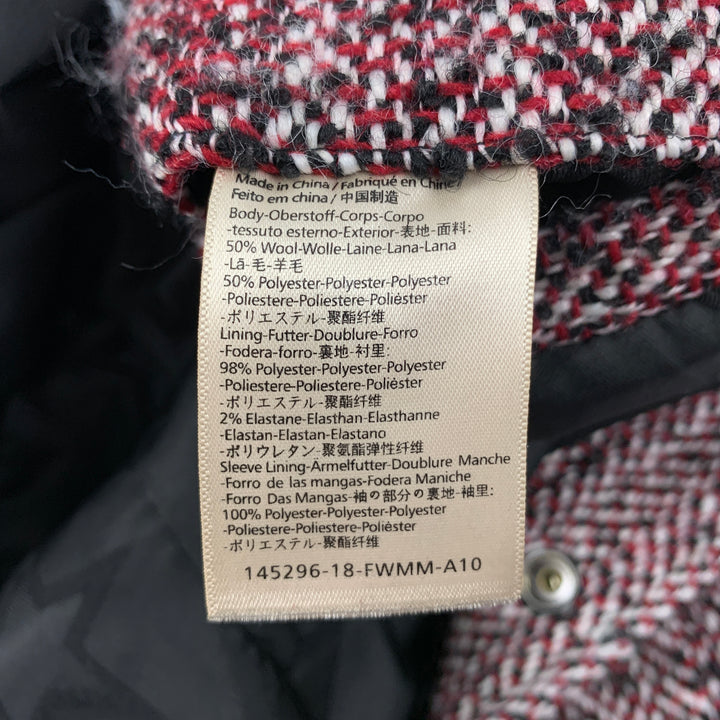 Made in China / Fabriqué en Chine /
Feito em china / 中国制造
Body-Oberstoff-Corps-Corpo
-tessuto esterno-Exterior-表地-面料:
50% Wool-Wolle-Laine-Lana-Lana
-Lã-毛-羊毛
50% Polyester-Polyester-Polyester
-Poliestere-Poliestere-Poliéster
-ポリエステル-聚酯纤维
Lining-Futter-Doublure-Forro
-Fodera-forro-裏地-衬里:
98% Polyester-Polyester-Polyester
-Poliestere-Poliestere-Polièster
-ポリエステル-聚酯纤维
2% Elastane-Elasthan-Elasthanne
-Elastan-Elastan-Elastano
-ポリウレタン-聚氨酯弹性纤维
Sleeve Lining-Ärmelfutter-Doublure Manche
-Forro de las mangas-Fodera Maniche
-Forro Das Mangas-袖の部分の裏地-袖里:
100% Polyester-Polyester-Polyester
-Poliestere-Poliestere-Poliéster
-ポリエステル-聚酯纤维
145296-18-FWMM-A10